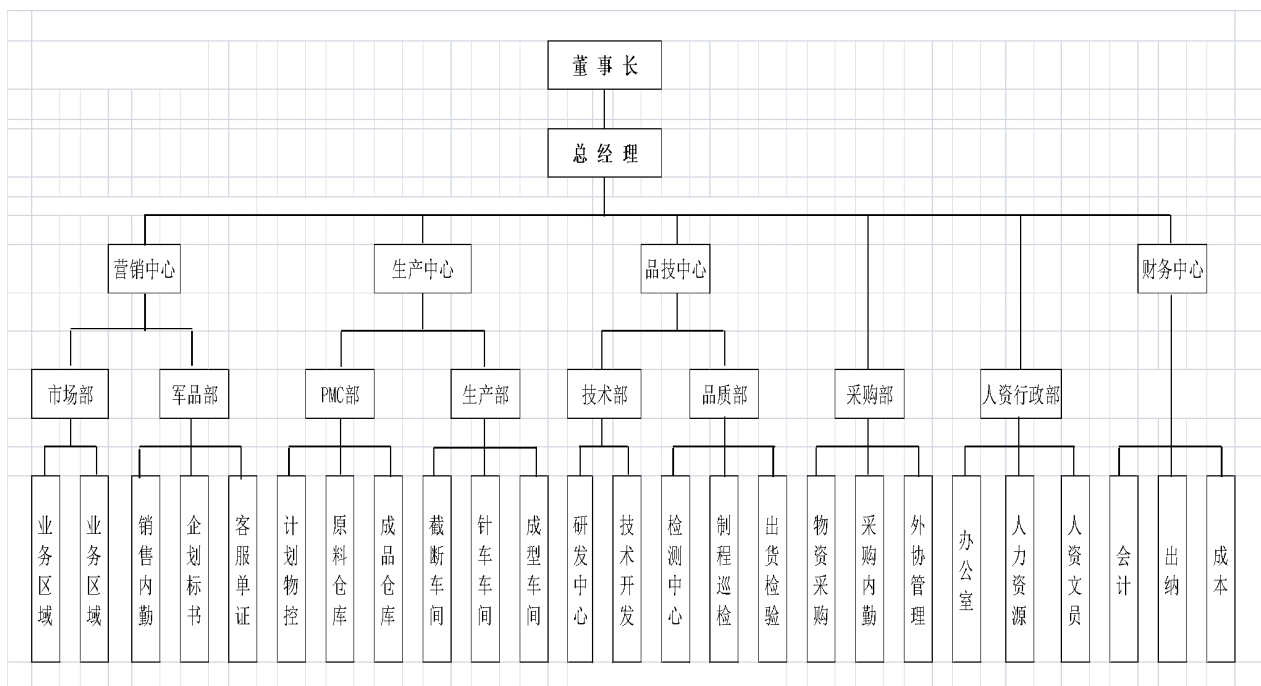 董事长
总经理
营销中心
生产中心
品技中心
财务中心
市场部
军品部
PMC部
生产部
技术部
品质部
采购部
人资行政部
业务区域
业务区域
销售内勤
企划标书
客服单证
计划物控
原料仓库
成品仓库
截断车间
针车车间
成型车间
研发中心
技术开发
检测中心
制程巡检
出货检验
物资采购
采购内勤
外协管理
办公室
人力资源
人资文员
会计
出纳
成本